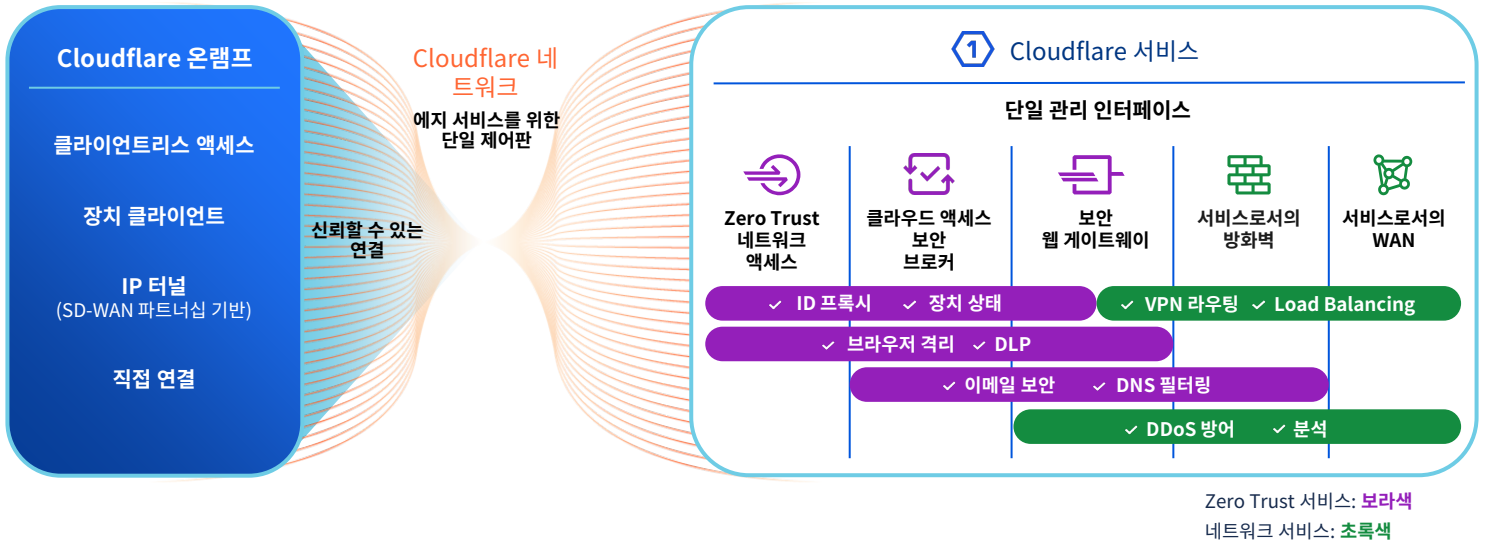 Cloudflare 온램프
클라이언트리스 액세스
장치 클라이언트
IP 터널
(SD-WAN 파트너십 기반)
직접 연결
신뢰할 수 있는
연결
Cloudflare 네
트워크
에지 서비스를 위한
단일 제어판
1 Cloudflare 서비스
단일 관리 인터페이스
Zero Trust
네트워크
액세스
클라우드 액세스
보안
브로커
보안
웹 게이트웨이
서비스로서의
방화벽
서비스로서의
WAN
✓ ID 프록시 ✓ 장치 상태
✓ VPN 라우팅 ✓ Load Balancing
✓ 브라우저 격리 ✓ DLP
✓ 이메일 보안 ✓ DNS 필터링
✓ DDoS 방어 ✓ 분석
Zero Trust 서비스: 보라색
네트워크 서비스: 초록색